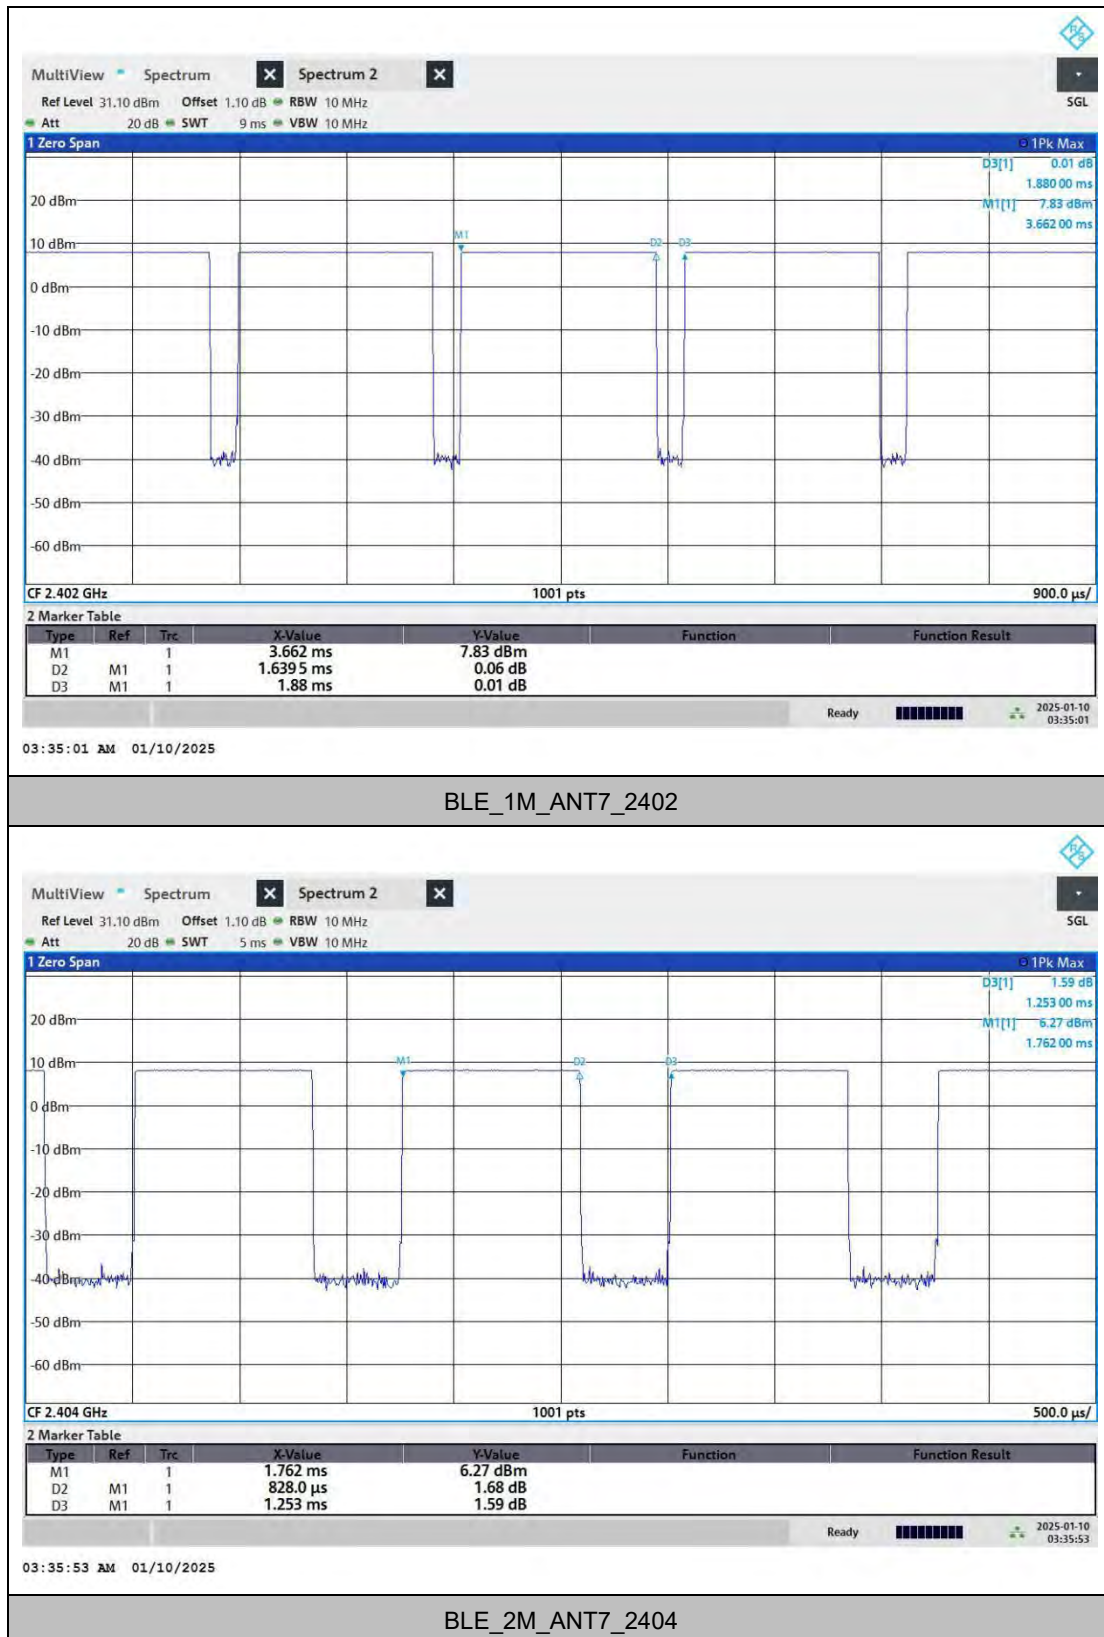 MultiView Spectrum Spectrum 2
Ref Level 31.10 dBm Offset 1.10 dB RBW 10 MHz SGL
Att 20 dB SWT 9 ms VBW 10 MHz
1 Zero Span 1Pk Max
D3[1] 0.01 dB
1.880 00 ms
M1[1] 7.83 dBm
3.662 00 ms
20 dBm
M1 D2 D3
10 dBm
0 dBm
-10 dBm
-20 dBm
-30 dBm
-40 dBm
-50 dBm
-60 dBm
CF 2.402 GHz 1001 pts 900.0 µs/
2 Marker Table
Type Ref Trc X-Value Y-Value Function Function Result
M1 1 3.662 ms 7.83 dBm
D2 M1 1 1.6395 ms 0.06 dB
D3 M1 1 1.88 ms 0.01 dB
Ready 2025-01-10
03:35:01
03:35:01 AM 01/10/2025
BLE_1M_ANT7_2402
MultiView Spectrum Spectrum 2
Ref Level 31.10 dBm Offset 1.10 dB RBW 10 MHz SGL
Att 20 dB SWT 5 ms VBW 10 MHz
1 Zero Span 1Pk Max
D3[1] 1.59 dB
1.253 00 ms
M1[1] 6.27 dBm
1.762 00 ms
20 dBm
10 dBm M1 D2 D3
0 dBm
-10 dBm
-20 dBm
-30 dBm
-40 dBm
-50 dBm
-60 dBm
CF 2.404 GHz 1001 pts 500.0 µs/
2 Marker Table
Type Ref Trc X-Value Y-Value Function Function Result
M1 1 1.762 ms 6.27 dBm
D2 M1 1 828.0 µs 1.68 dB
D3 M1 1 1.253 ms 1.59 dB
Ready 2025-01-10
03:35:53
03:35:53 AM 01/10/2025
BLE_2M_ANT7_2404